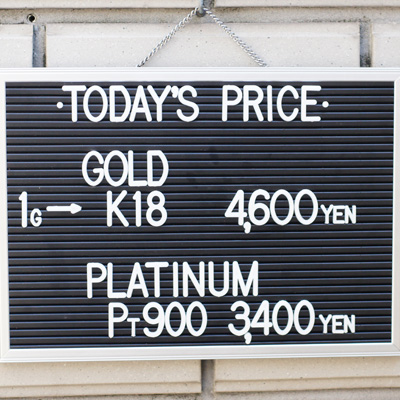 ·TODAY'S PRICE·
GOLD
1G→ K18 4,600YEN
PLATINUM
PT900 3,400YEN